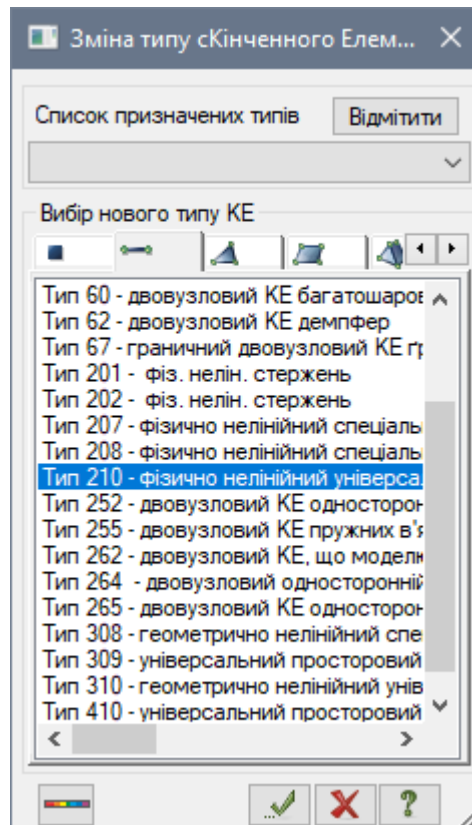 Зміна типу сКінченного Елем...
Список призначених типів
Відмітити
Вибір нового типу КЕ
Тип 60 - двовузловий КЕ багатошаров
Тип 62 - двовузловий КЕ демпфер
Тип 67 - граничний двовузловий КЕ ґр
Тип 201 - фіз. нелін. стержень
Тип 202 - фіз. нелін. стержень
Тип 207 - фізично нелінійний спеціаль
Тип 208 - фізично нелінійний спеціаль
Тип 210 - фізично нелінійний універса
Тип 252 - двовузловий КЕ односторон
Тип 255 - двовузловий КЕ пружних в'я
Тип 262 - двовузловий КЕ, що моделю
Тип 264 - двовузловий односторонній
Тип 265 - двовузловий КЕ односторон
Тип 308 - геометрично нелінійний спе
Тип 309 - універсальний просторовий
Тип 310 - геометрично нелінійний унів
Тип 410 - універсальний просторовий